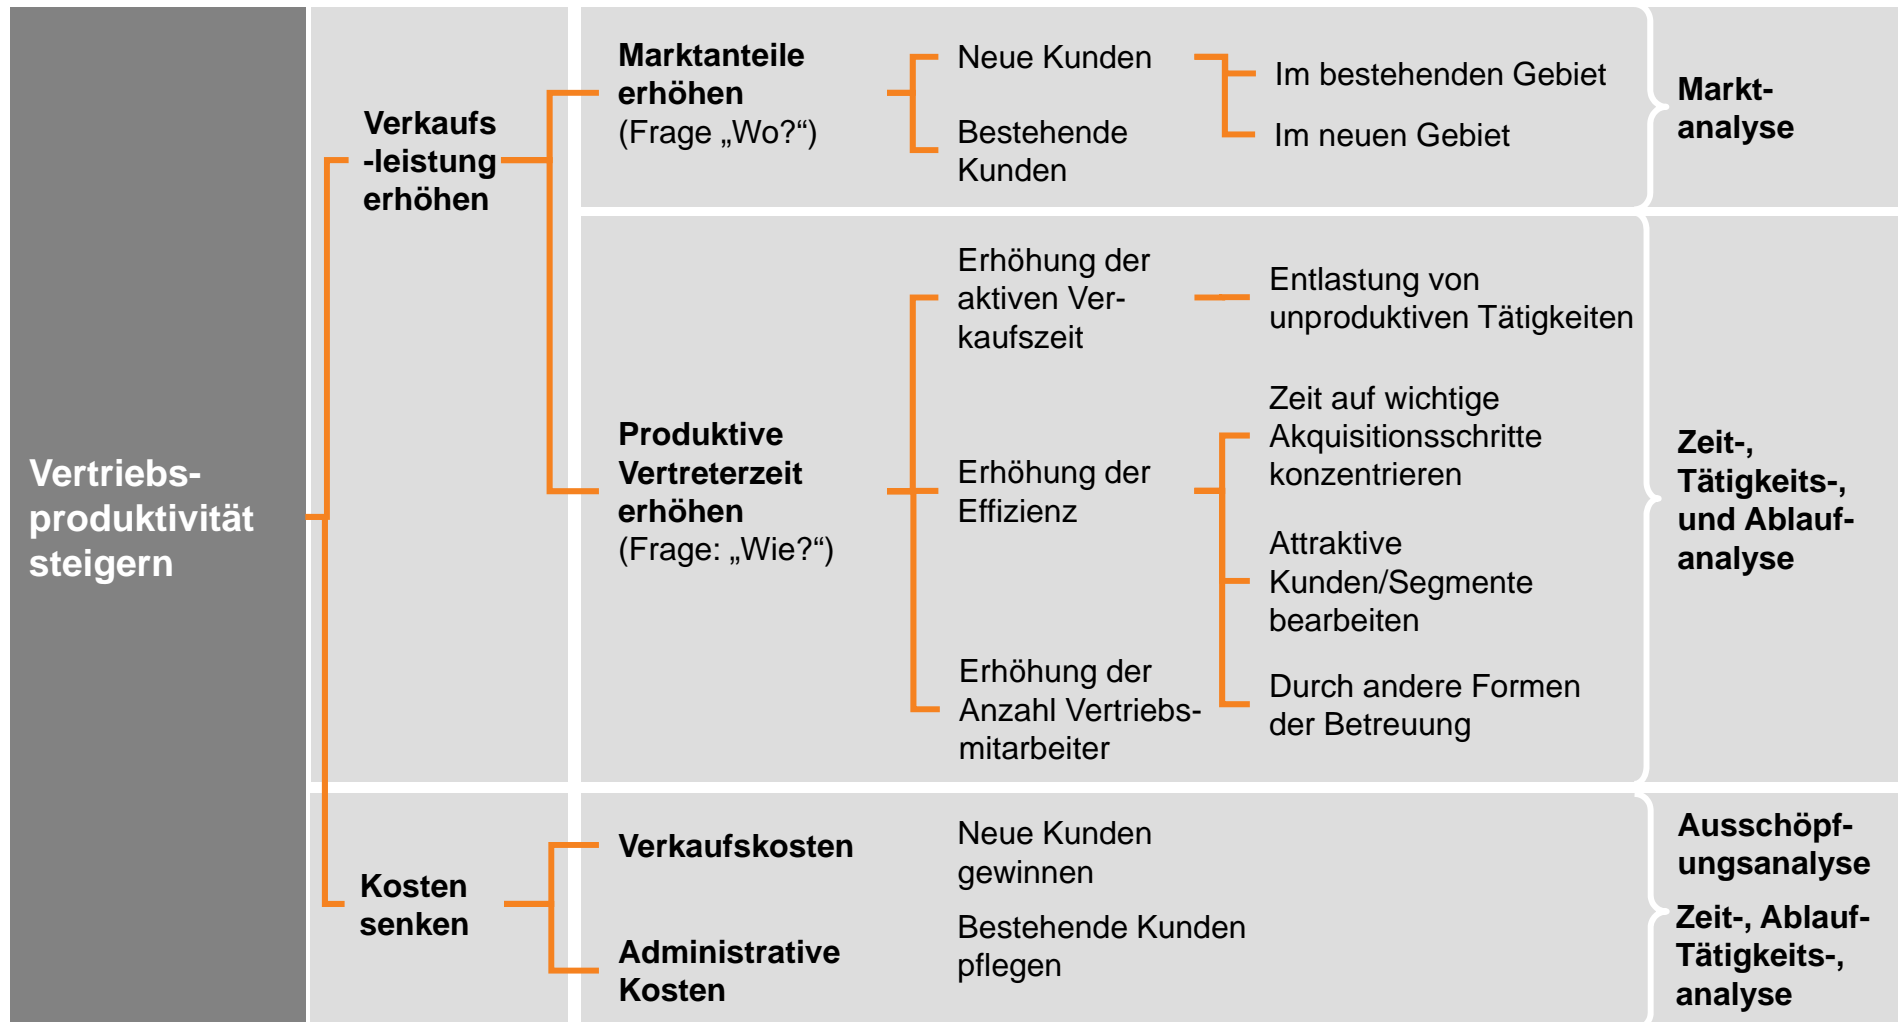 Vertriebs-
produktivität
steigern
Verkaufs
-leistung
erhöhen
Marktanteile
erhöhen
(Frage „Wo?“)
Neue Kunden
Bestehende
Kunden
Im bestehenden Gebiet
Im neuen Gebiet
Markt-
analyse
Produktive
Vertreterzeit
erhöhen
(Frage: „Wie?“)
Erhöhung der
aktiven Ver-
kaufszeit
Entlastung von
unproduktiven Tätigkeiten
Erhöhung der
Effizienz
Zeit auf wichtige
Akquisitionsschritte
konzentrieren
Attraktive
Kunden/Segmente
bearbeiten
Durch andere Formen
der Betreuung
Erhöhung der
Anzahl Vertriebs-
mitarbeiter
Zeit-,
Tätigkeits-,
und Ablauf-
analyse
Kosten
senken
Verkaufskosten
Administrative
Kosten
Neue Kunden
gewinnen
Bestehende Kunden
pflegen
Ausschöpf-
ungsanalyse
Zeit-, Ablauf-
Tätigkeits-,
analyse